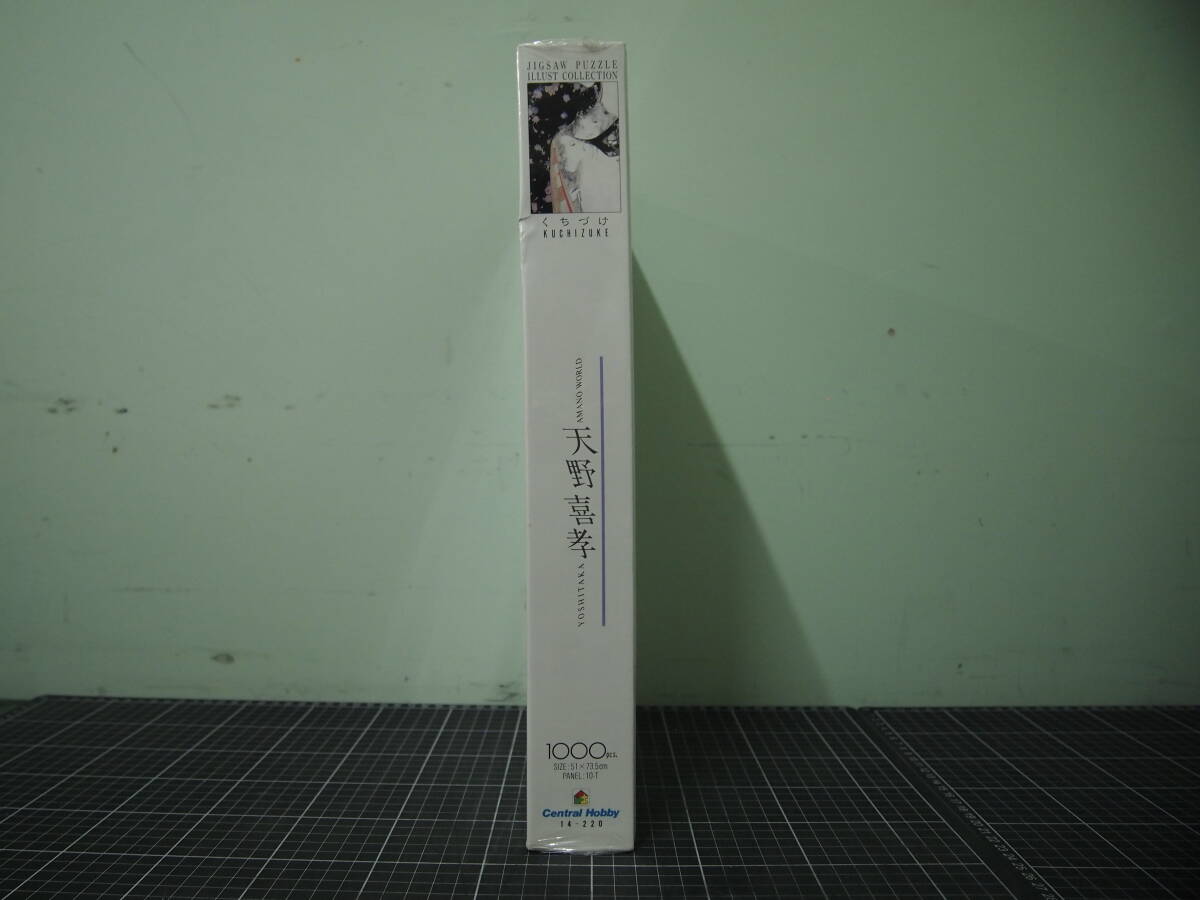 JIGSAW PUZZLE
ILLUST COLLECTION
くちづけ
KUCHIZUKE
AMANO WORLD
天野喜孝
YOSHITAKA
1000pcs.
SIZE:51×73.5cm
PANEL:10-T
Central Hobby
14-220